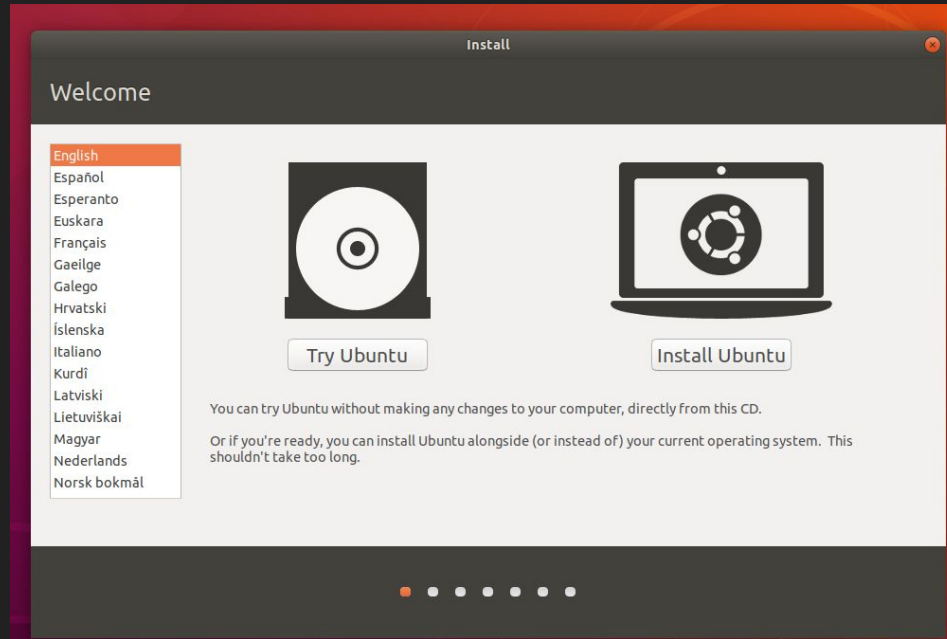 Install
Welcome
English
Español
Esperanto
Euskara
Français
Gaeilge
Galego
Hrvatski
Íslenska
Italiano
Kurdî
Latviski
Lietuviškai
Magyar
Nederlands
Norsk bokmål
Try Ubuntu
Install Ubuntu
You can try Ubuntu without making any changes to your computer, directly from this CD.
Or if you're ready, you can install Ubuntu alongside (or instead of) your current operating system. This
shouldn't take too long.